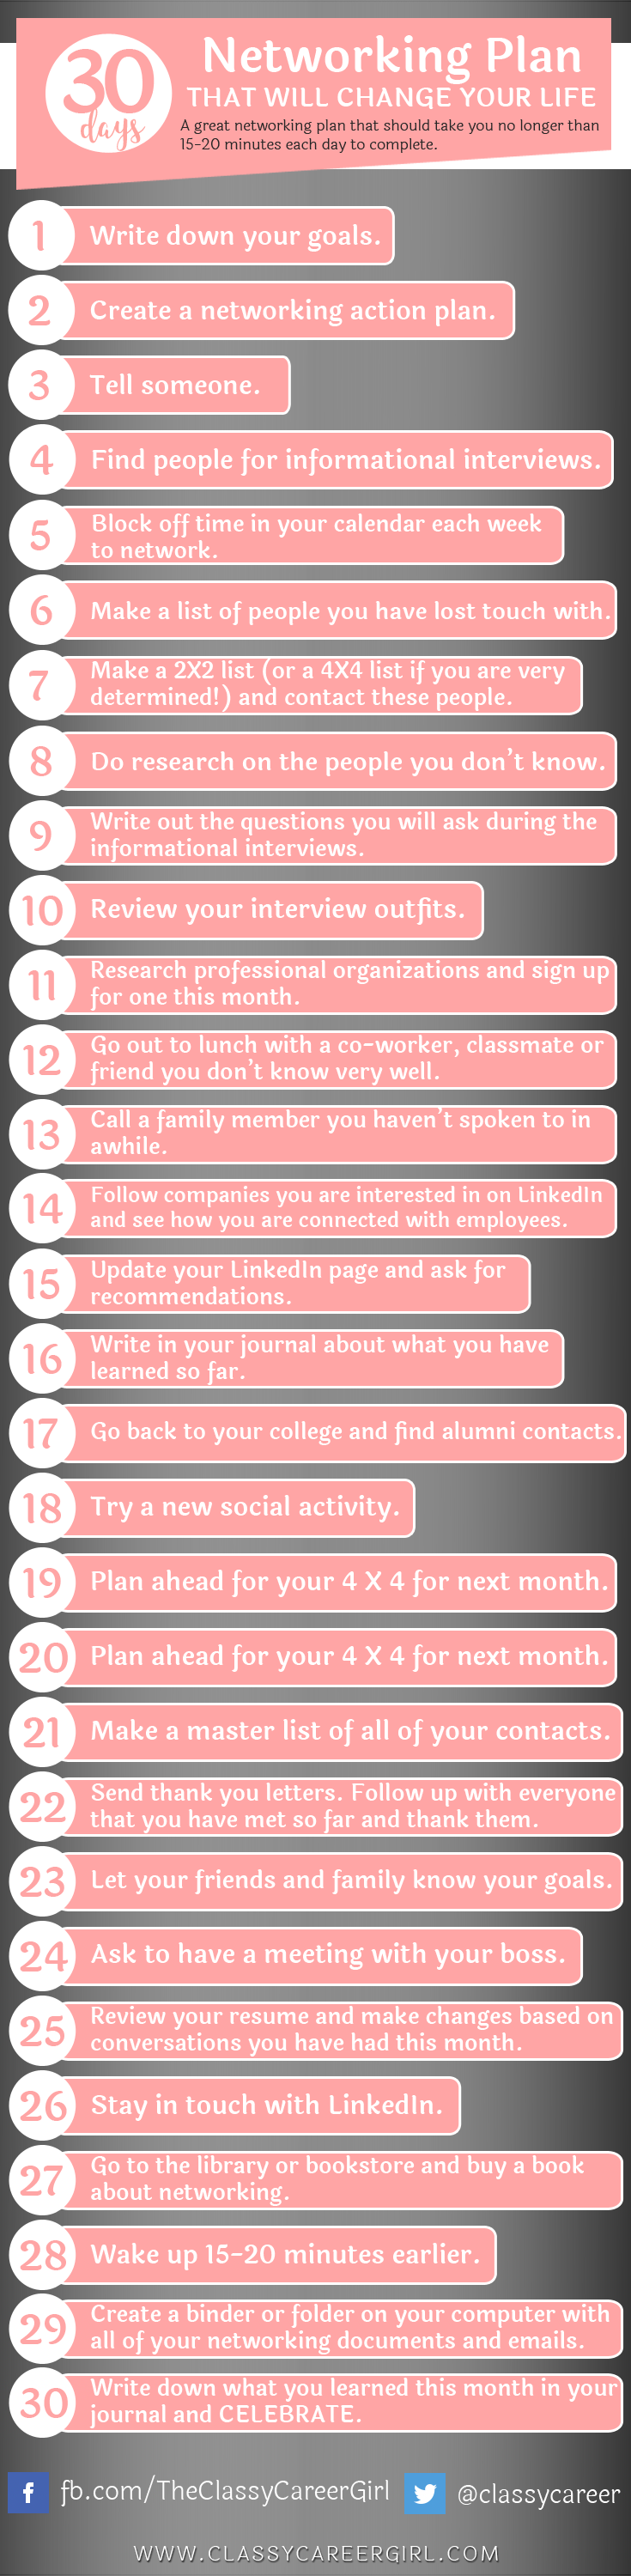 30
days
Networking Plan
THAT WILL CHANGE YOUR LIFE
A great networking plan that should take you no longer than
15-20 minutes each day to complete.
1
Write down your goals.
2
Create a networking action plan.
3
Tell someone.
4
Find people for informational interviews.
5
Block off time in your calendar each week
to network.
6
Make a list of people you have lost touch with.
7
Make a 2X2 list (or a 4X4 list if you are very
determined!) and contact these people.
8
Do research on the people you don't know.
9
Write out the questions you will ask during the
informational interviews.
10
Review your interview outfits.
11
Research professional organizations and sign up
for one this month.
12
Go out to lunch with a co-worker, classmate or
friend you don't know very well.
13
Call a family member you haven't spoken to in
awhile.
14
Follow companies you are interested in on LinkedIn
and see how you are connected with employees.
15
Update your LinkedIn page and ask for
recommendations.
16
Write in your journal about what you have
learned so far.
17
Go back to your college and find alumni contacts.
18
Try a new social activity.
19
Plan ahead for your 4 X 4 for next month.
20
Plan ahead for your 4 X 4 for next month.
21
Make a master list of all of your contacts.
22
Send thank you letters. Follow up with everyone
that you have met so far and thank them.
23
Let your friends and family know your goals.
24
Ask to have a meeting with your boss.
25
Review your resume and make changes based on
conversations you have had this month.
26
Stay in touch with LinkedIn.
27
Go to the library or bookstore and buy a book
about networking.
28
Wake up 15-20 minutes earlier.
29
Create a binder or folder on your computer with
all of your networking documents and emails.
30
Write down what you learned this month in your
journal and CELEBRATE.
fb.com/TheClassyCareerGirl
@classycareer
WWW.CLASSYCAREERGIRL.COM